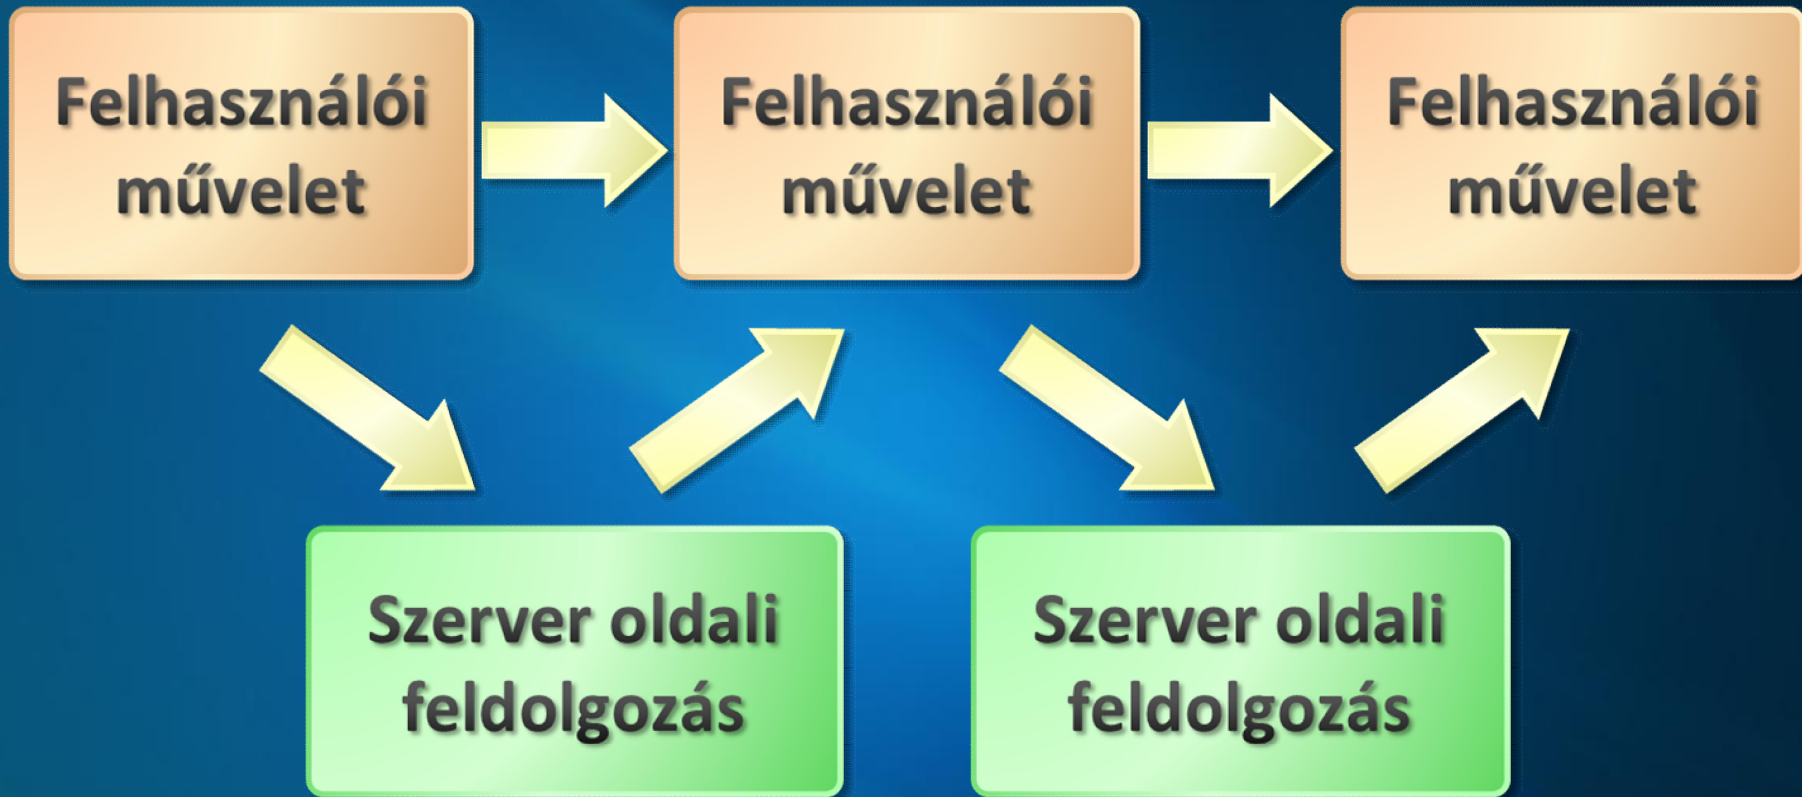 Felhasználói
művelet
Felhasználói
művelet
Felhasználói
művelet
Szerver oldali
feldolgozás
Szerver oldali
feldolgozás